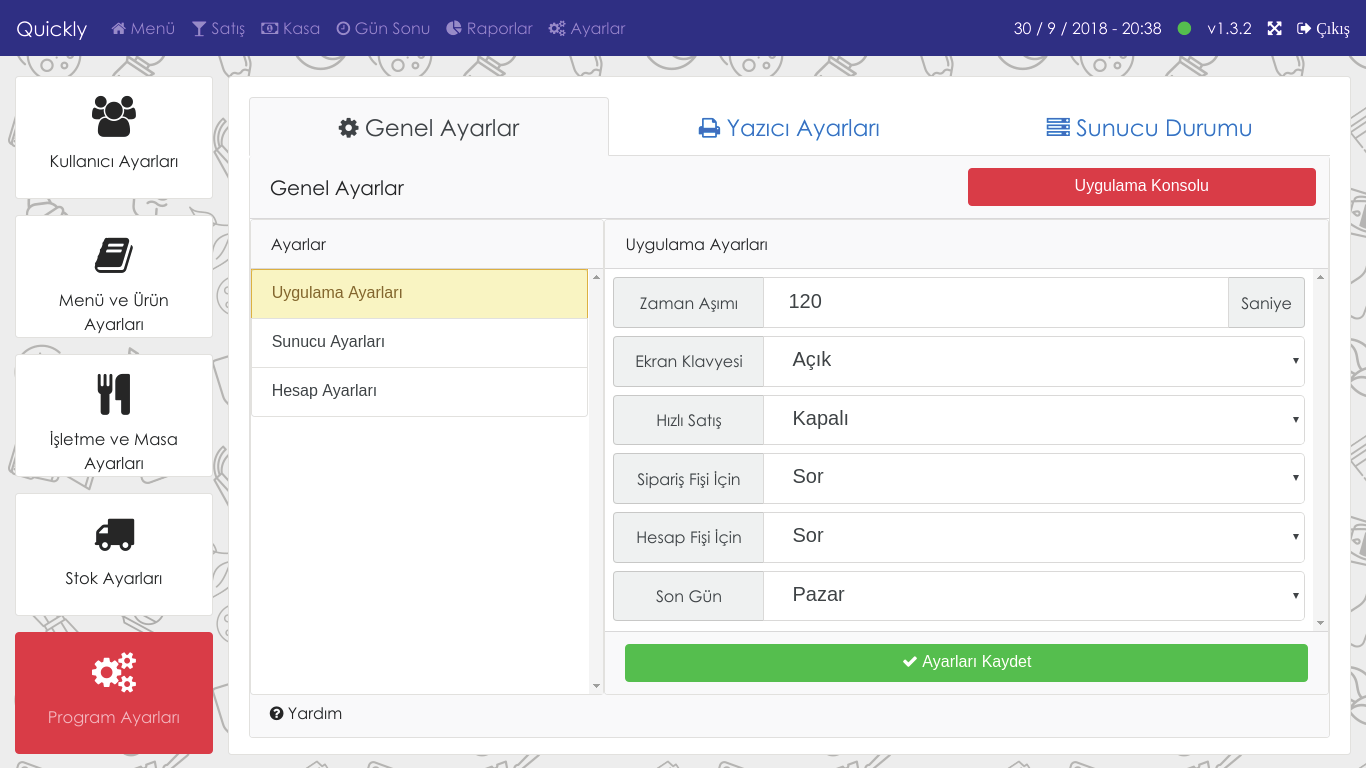 Quickly Menü Satış Kasa Gün Sonu Raporlar Ayarlar 30 / 9 / 2018 - 20:38 v1.3.2 Çıkış
Kullanıcı Ayarları
Menü ve Ürün
Ayarları
İşletme ve Masa
Ayarları
Stok Ayarları
Program Ayarları
Genel Ayarlar Yazıcı Ayarları Sunucu Durumu
Genel Ayarlar Uygulama Konsolu
Ayarlar
Uygulama Ayarları
Sunucu Ayarları
Hesap Ayarları
Uygulama Ayarları
Zaman Aşımı 120 Saniye
Ekran Klavyesi Açık
Hızlı Satış Kapalı
Sipariş Fişi İçin Sor
Hesap Fişi İçin Sor
Son Gün Pazar
Ayarları Kaydet
Yardım